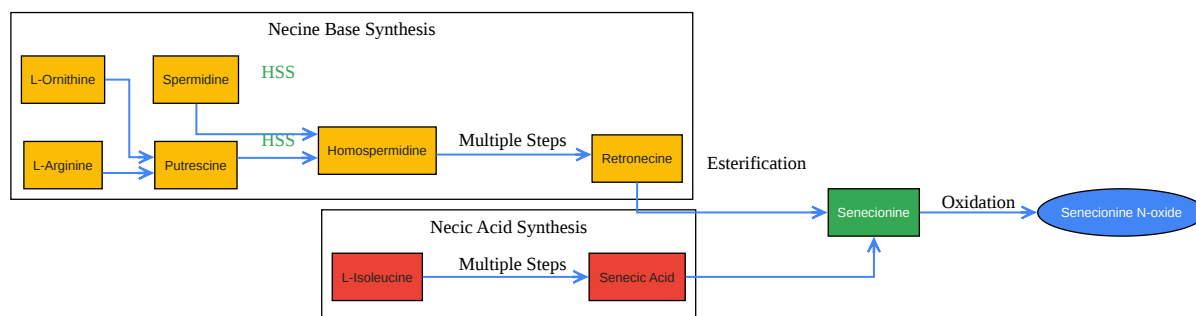 Necine Base Synthesis
L-Ornithine
Spermidine
HSS
L-Arginine
Putrescine
HSS
Homospermidine
Multiple Steps
Retronecine
Esterification
Senecionine
Oxidation
Senecionine N-oxide
Necic Acid Synthesis
L-Isoleucine
Multiple Steps
Senecic Acid